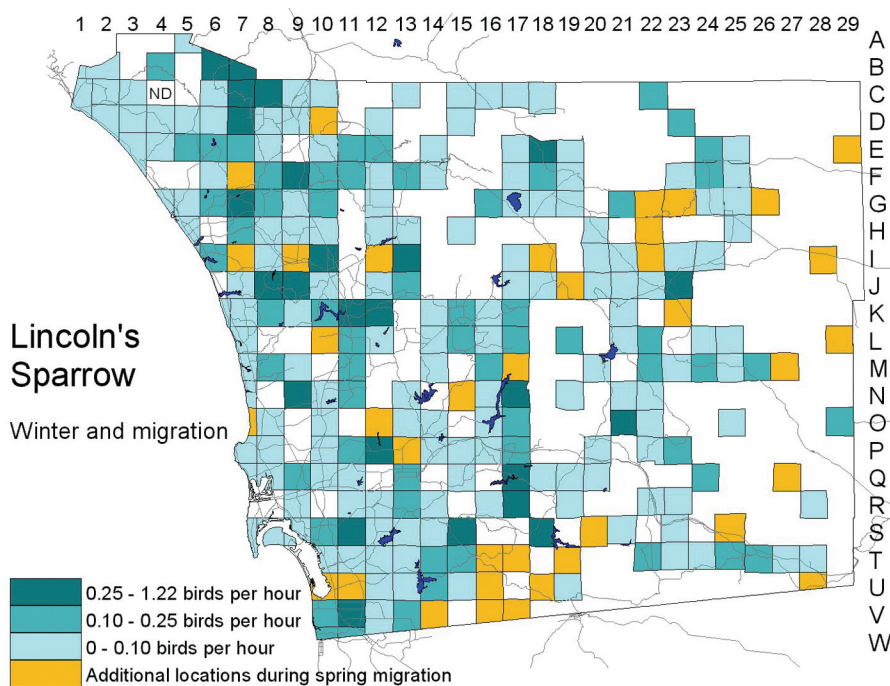 1 2 3 4 5 6 7 8 9 10 11 12 13 14 15 16 17 18 19 20 21 22 23 24 25 26 27 28 29
A
B
C
D
E
F
G
H
I
J
K
L
M
N
O
P
Q
R
S
T
U
V
W
ND
Lincoln's
Sparrow
Winter and migration
0.25 - 1.22 birds per hour
0.10 - 0.25 birds per hour
0 - 0.10 birds per hour
Additional locations during spring migration